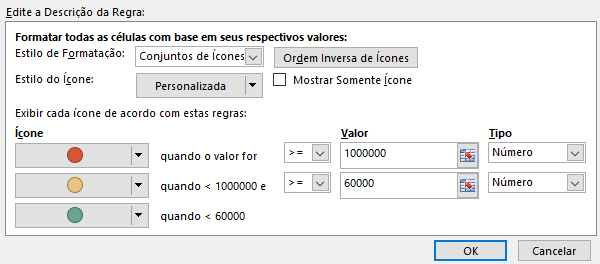 Edite a Descrição da Regra:
Formatar todas as células com base em seus respectivos valores:
Estilo de Formatação: Conjuntos de Ícones Ordem Inversa de Ícones
Estilo do Ícone: Personalizada Mostrar Somente Ícone
Exibir cada ícone de acordo com estas regras:
Ícone Valor Tipo
quando o valor for >= 1000000 Número
quando < 1000000 e >= 60000 Número
quando < 60000
OK Cancelar